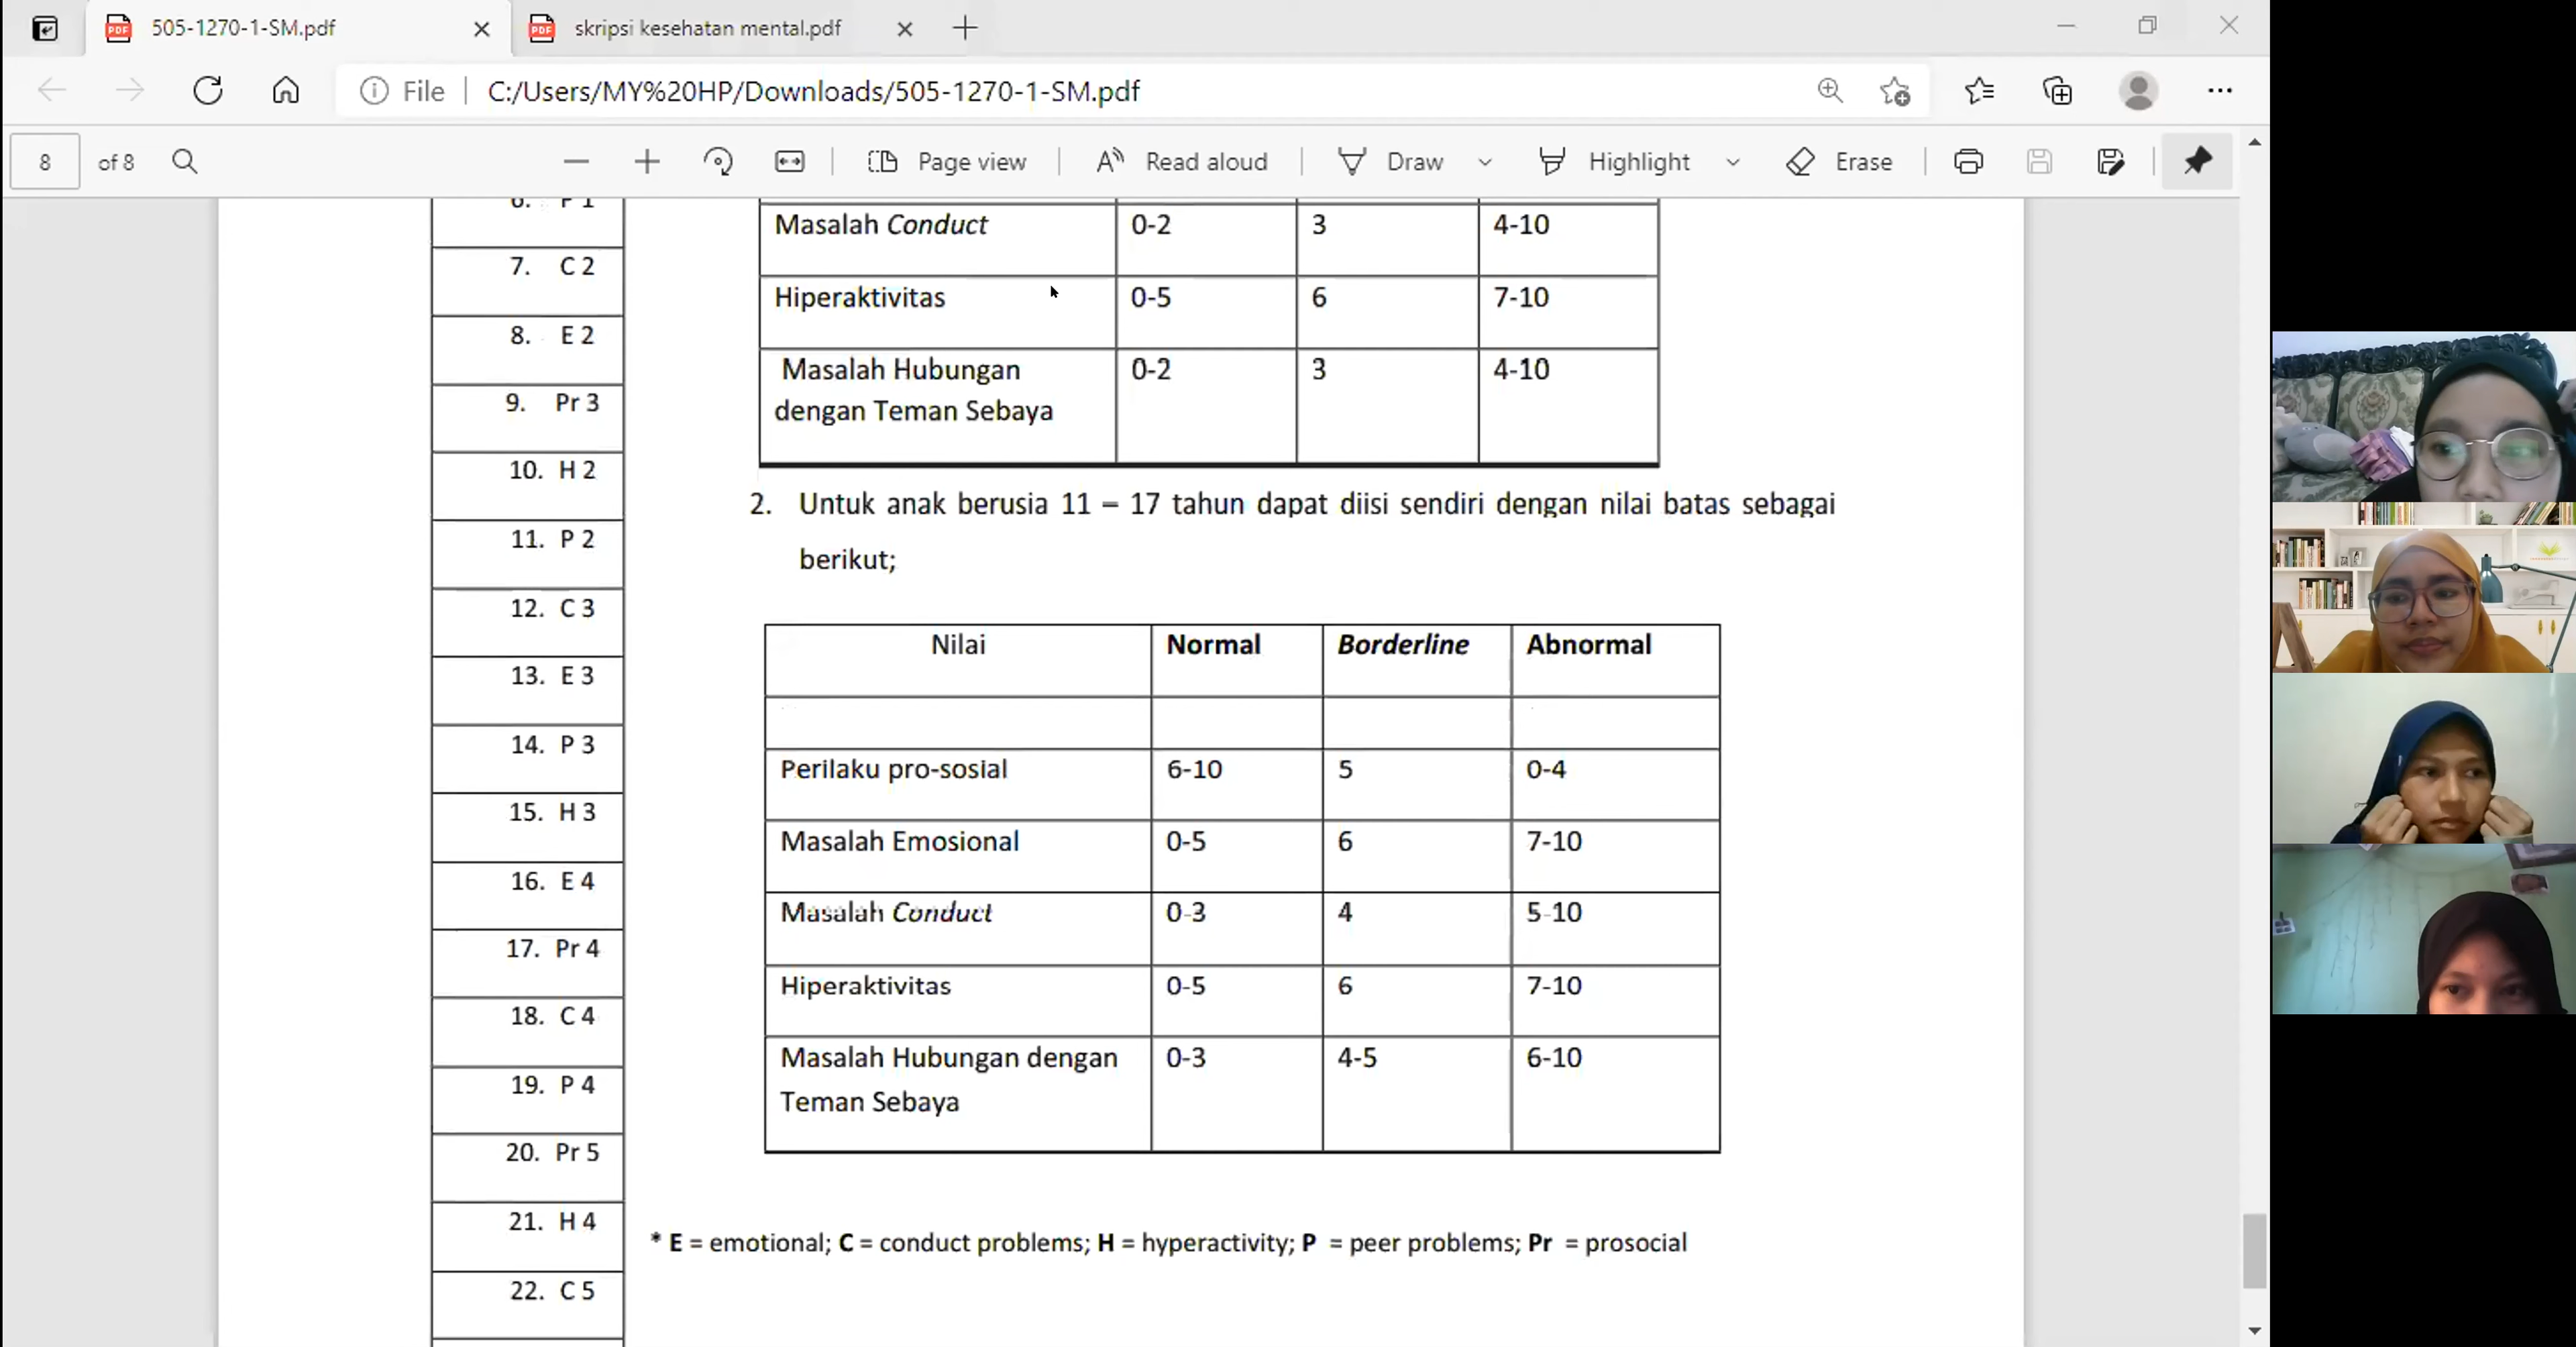 505-1270-1-SM.pdf
skripsi kesehatan mental.pdf
File
C:/Users/MY%20HP/Downloads/505-1270-1-SM.pdf
8 of 8
Page view
Read aloud
Draw
Highlight
Erase
6. P 1
7. C 2
8. E 2
9. Pr 3
10. H 2
11. P 2
12. C 3
13. E 3
14. P 3
15. H 3
16. E 4
17. Pr 4
18. C 4
19. P 4
20. Pr 5
21. H 4
22. C 5
Masalah Conduct 0-2 3 4-10
Hiperaktivitas 0-5 6 7-10
Masalah Hubungan 0-2 3 4-10
dengan Teman Sebaya
2. Untuk anak berusia 11 – 17 tahun dapat diisi sendiri dengan nilai batas sebagai
berikut;
Nilai Normal Borderline Abnormal
Perilaku pro-sosial 6-10 5 0-4
Masalah Emosional 0-5 6 7-10
Masalah Conduct 0-3 4 5-10
Hiperaktivitas 0-5 6 7-10
Masalah Hubungan dengan 0-3 4-5 6-10
Teman Sebaya
* E = emotional; C = conduct problems; H = hyperactivity; P = peer problems; Pr = prosocial